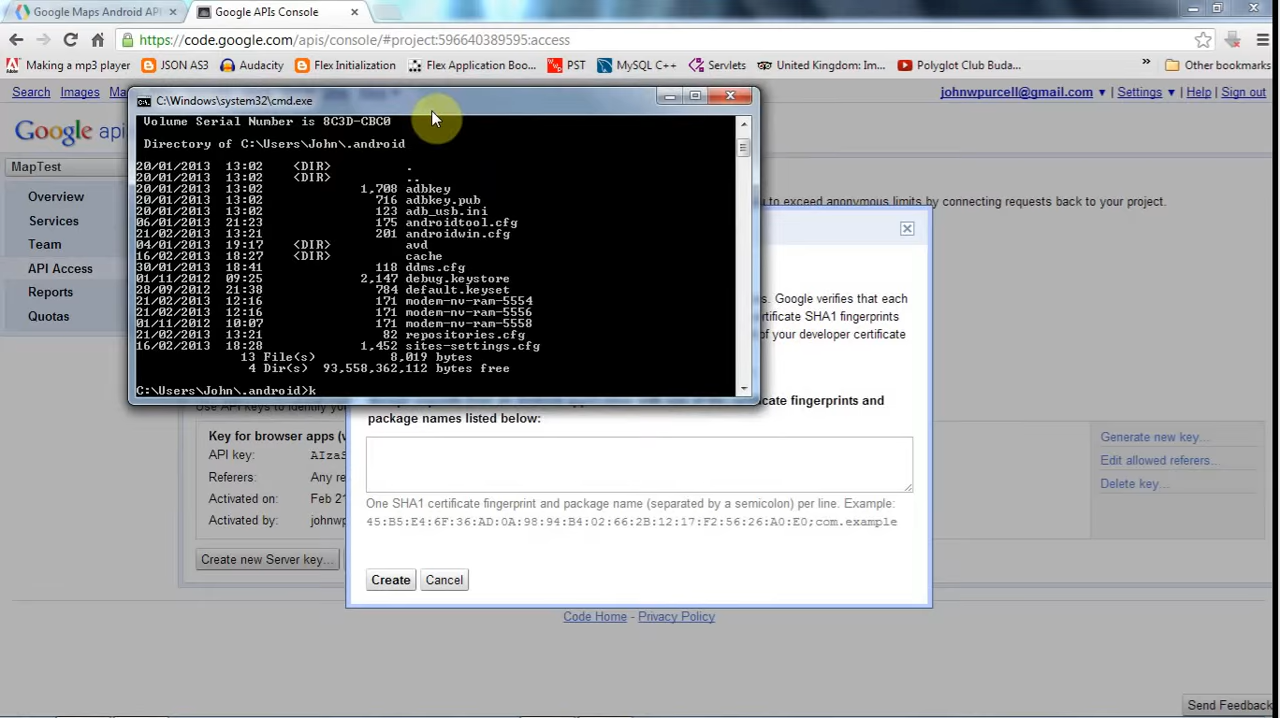 Google Maps Android API
Google APIs Console
https://code.google.com/apis/console/#project:596640389595:access
Making a mp3 player
JSON AS3
Audacity
Flex Initialization
Flex Application Boo...
PST
MySQL C++
Servlets
United Kingdom: Im...
Polyglot Club Buda...
»
Other bookmarks
Search Images
johnwpurcell@gmail.com ▼ | Settings ▼ | Help | Sign out
Google
MapTest
Overview
Services
Team
API Access
Reports
Quotas
C:\Windows\system32\cmd.exe
Volume Serial Number is 8C3D-CBC0
Directory of C:\Users\John\.android
20/01/2013 13:02 <DIR> .
20/01/2013 13:02 <DIR> ..
20/01/2013 13:02 1,708 adbkey
20/01/2013 13:02 716 adbkey.pub
20/01/2013 13:02 123 adb_usb.ini
06/01/2013 21:23 175 androidtool.cfg
21/02/2013 13:21 201 androidwin.cfg
04/01/2013 19:17 <DIR> avd
16/02/2013 18:27 <DIR> cache
30/01/2013 18:41 118 ddms.cfg
01/11/2012 09:25 2,147 debug.keystore
28/09/2012 21:38 784 default.keyset
21/02/2013 12:16 171 modem-nv-ram-5554
21/02/2013 12:16 171 modem-nv-ram-5556
01/11/2012 10:07 171 modem-nv-ram-5558
21/02/2013 13:21 82 repositories.cfg
16/02/2013 18:28 1,452 sites-settings.cfg
13 File(s) 8,019 bytes
4 Dir(s) 93,558,362,112 bytes free
C:\Users\John\.android>k
to exceed anonymous limits by connecting requests back to your project.
Google verifies that each
SHA1 fingerprints
of your developer certificate
fingerprints and
package names listed below:
One SHA1 certificate fingerprint and package name (separated by a semicolon) per line. Example:
45:B5:E4:6F:36:AD:0A:98:94:B4:02:66:2B:12:17:F2:56:26:A0:E0;com.example
Create
Cancel
Use API keys to identify
Key for browser apps
API key:
Referers: Any
Activated on: Feb
Activated by:
Create new Server key...
Generate new key...
Edit allowed referers...
Delete key...
Code Home - Privacy Policy
Send Feedback